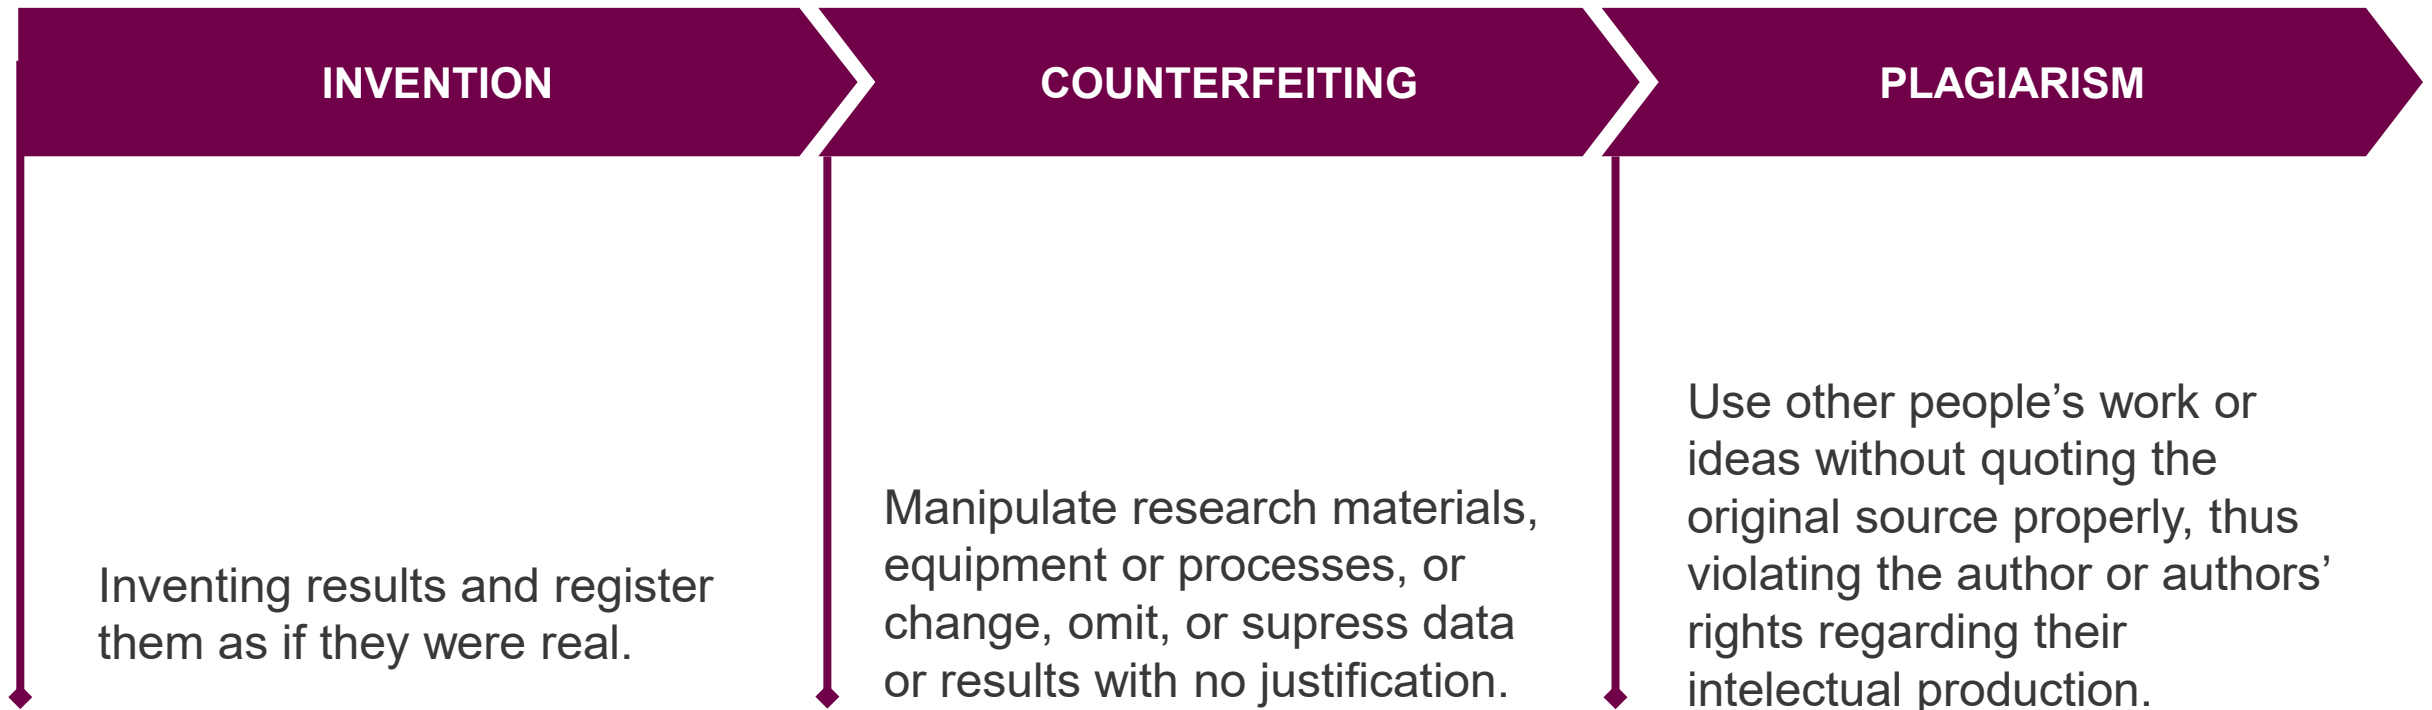 INVENTION
Inventing results and register
them as if they were real.
COUNTERFEITING
Manipulate research materials,
equipment or processes, or
change, omit, or supress data
or results with no justification.
PLAGIARISM
Use other people’s work or
ideas without quoting the
original source properly, thus
violating the author or authors’
rights regarding their
intelectual production.